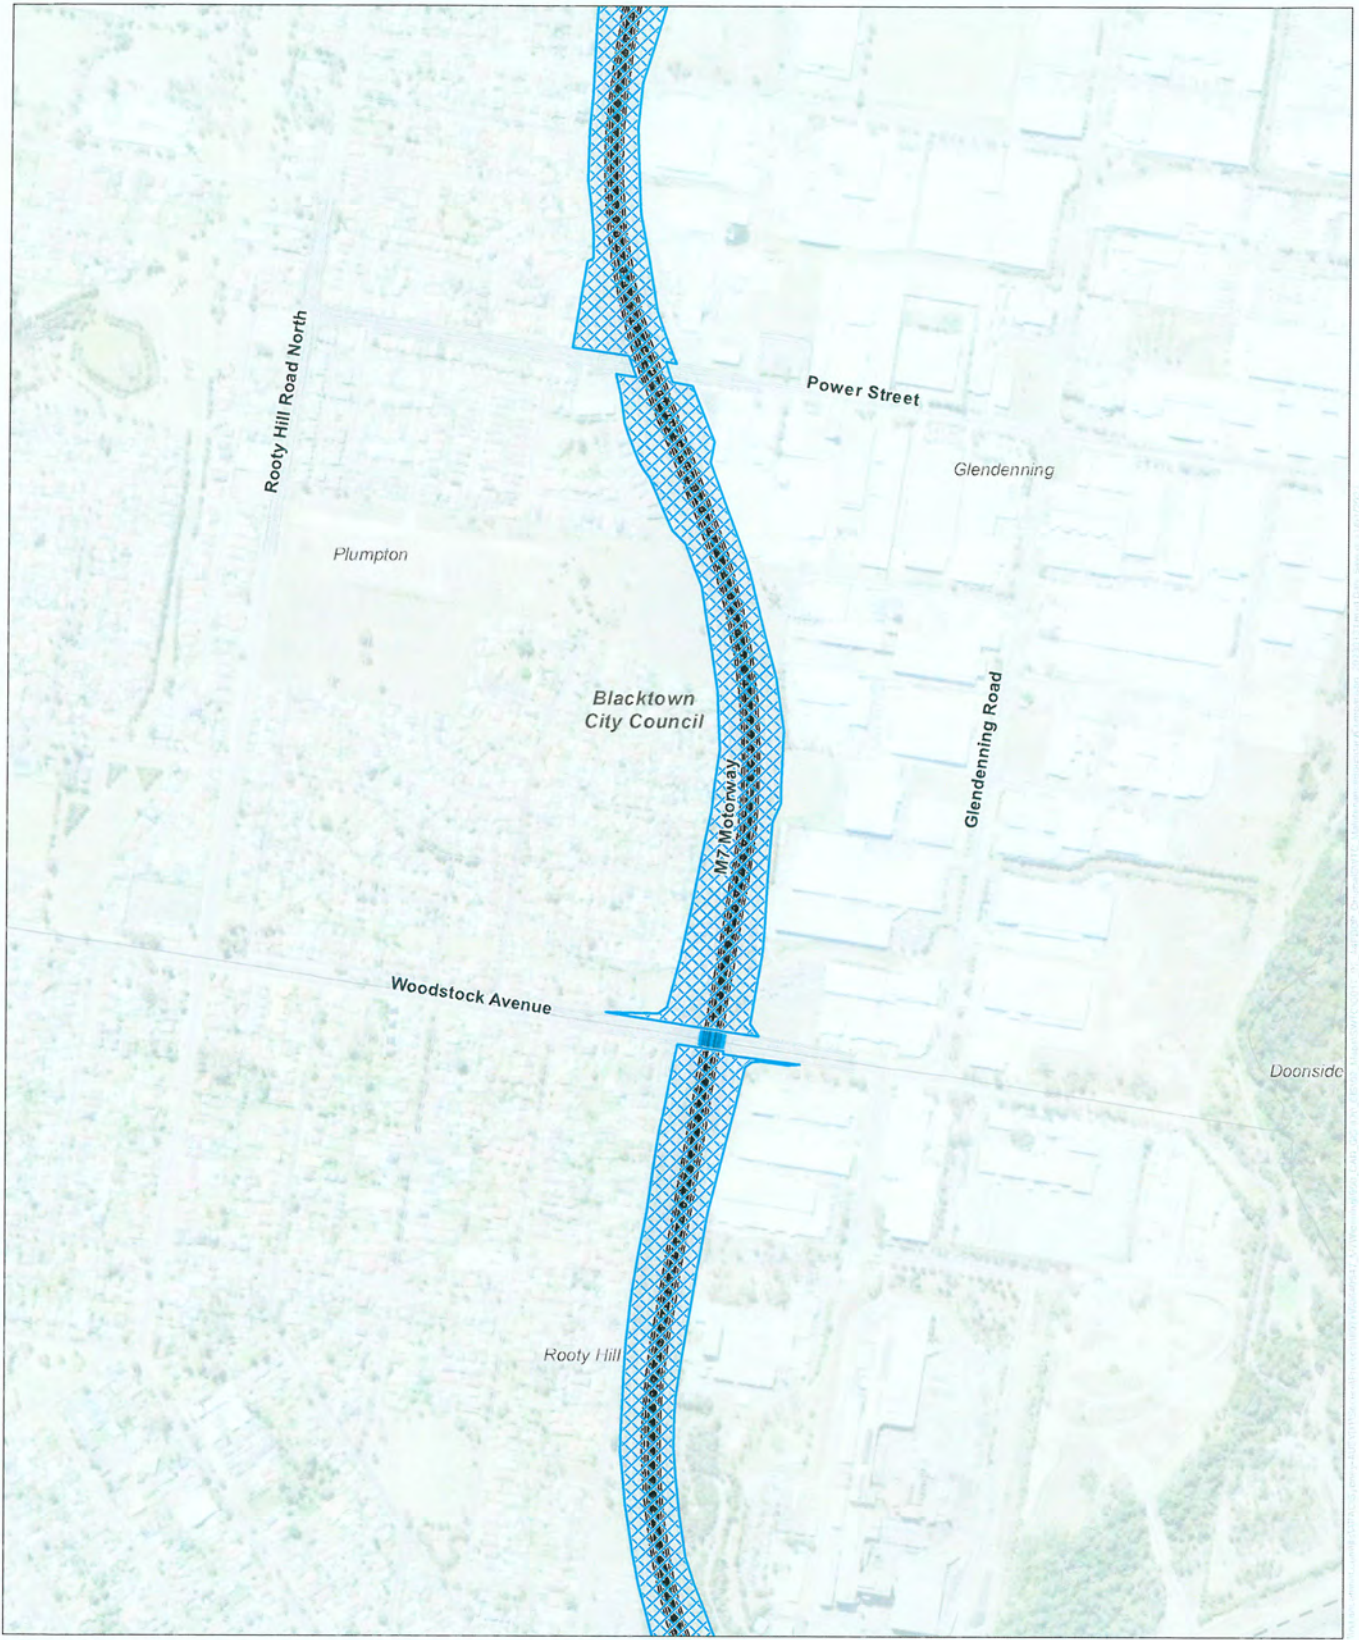 Rooty Hill Road North
Power Street
Glendenning
Plumpton
Blacktown
City Council
Glendenning Road
M7 Motorway
Woodstock Avenue
Doonside
Rooty Hill